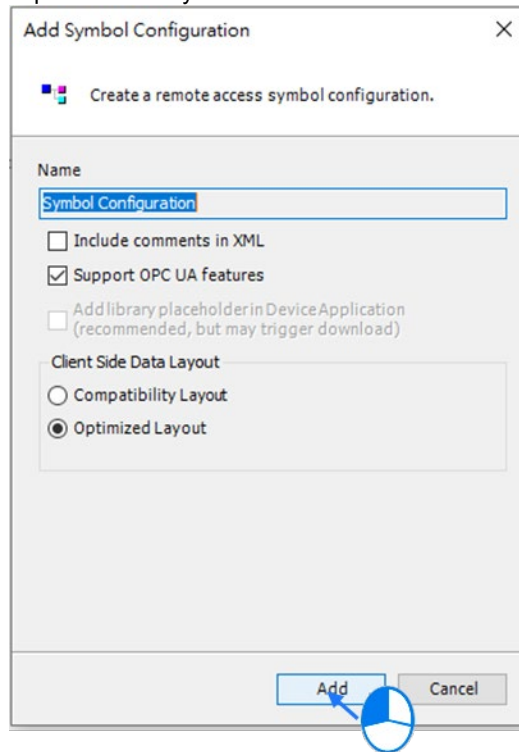 Add Symbol Configuration
Create a remote access symbol configuration.
Name
Symbol Configuration
Include comments in XML
Support OPC UA features
Add library placeholder in Device Application
(recommended, but may trigger download)
Client Side Data Layout
Compatibility Layout
Optimized Layout
Add
Cancel